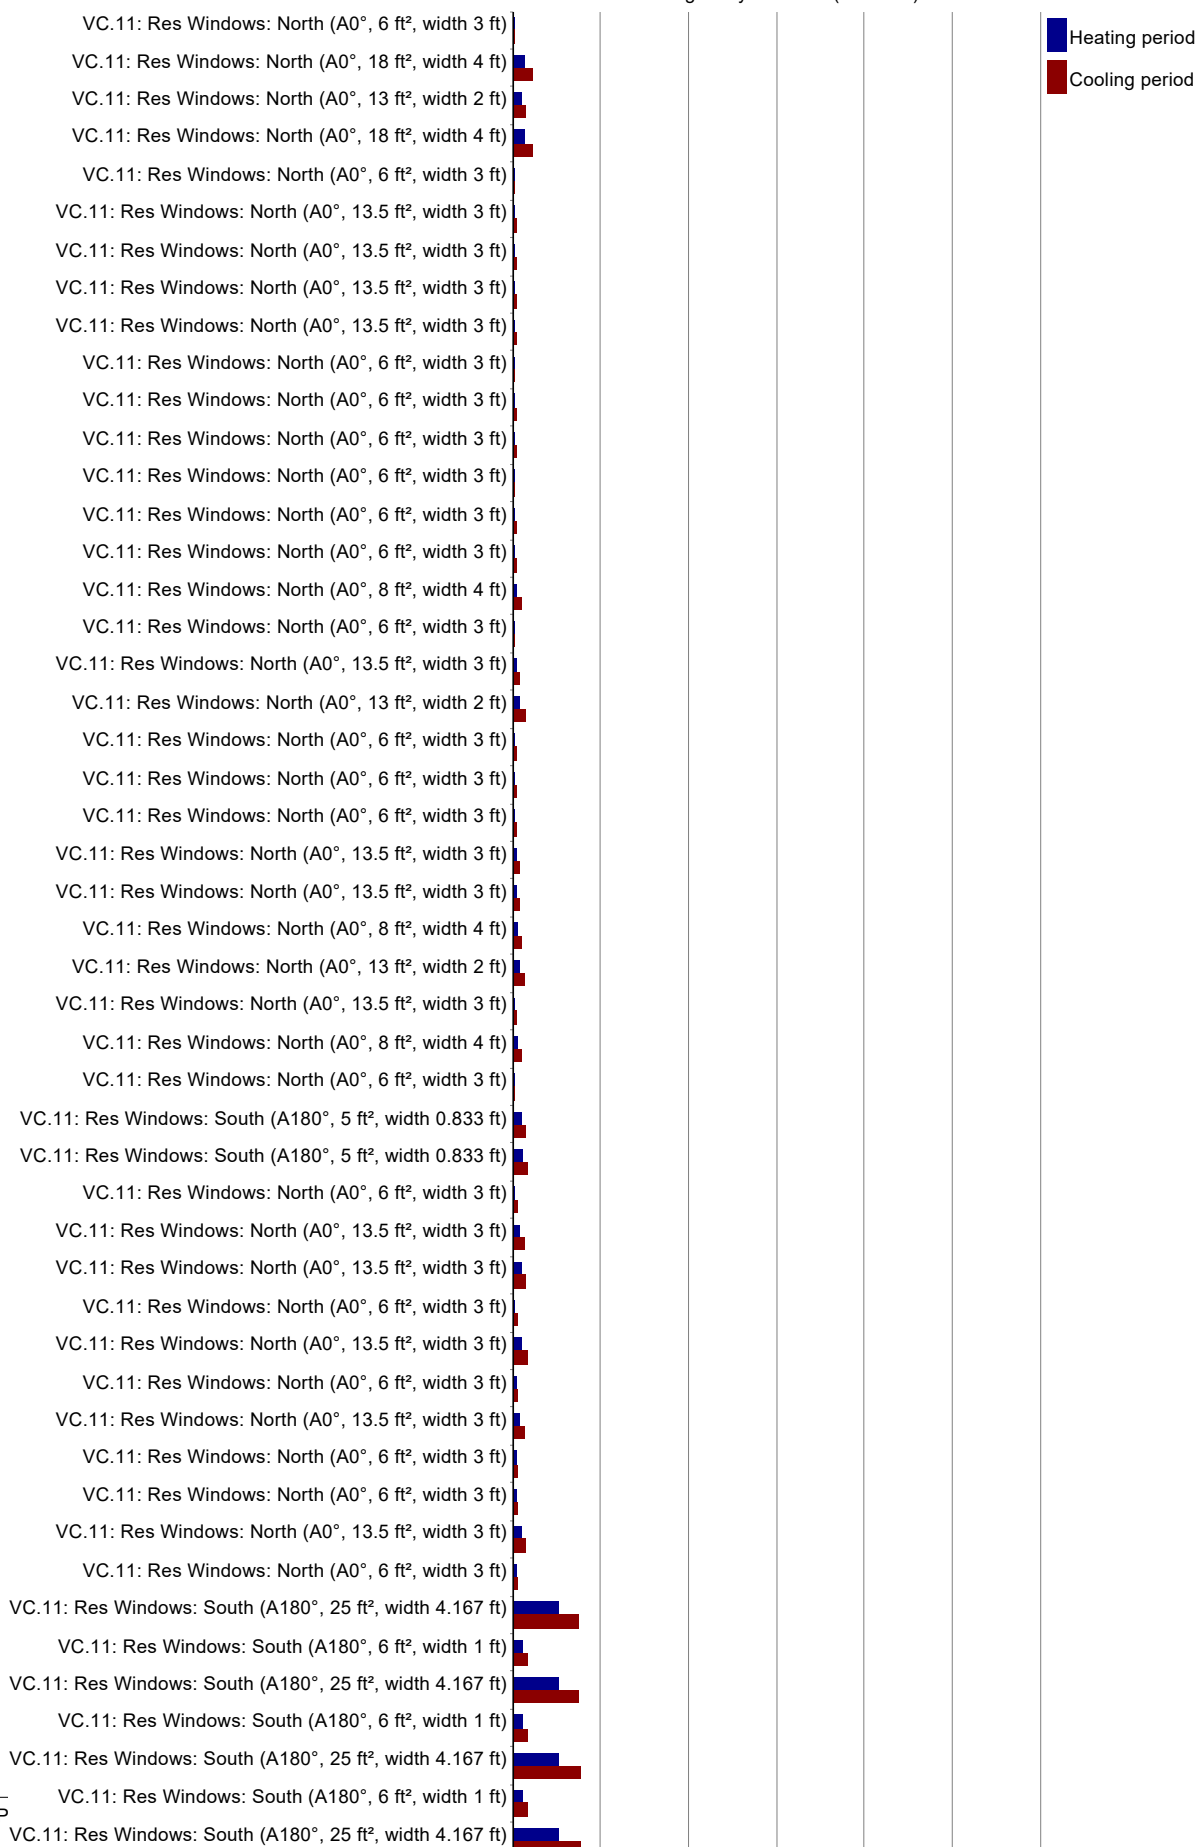 VC.11: Res Windows: North (A0°, 6 ft², width 3 ft)
Heating period
VC.11: Res Windows: North (A0°, 18 ft², width 4 ft)
Cooling period
VC.11: Res Windows: North (A0°, 13 ft², width 2 ft)
VC.11: Res Windows: North (A0°, 18 ft², width 4 ft)
VC.11: Res Windows: North (A0°, 6 ft², width 3 ft)
VC.11: Res Windows: North (A0°, 13.5 ft², width 3 ft)
VC.11: Res Windows: North (A0°, 13.5 ft², width 3 ft)
VC.11: Res Windows: North (A0°, 13.5 ft², width 3 ft)
VC.11: Res Windows: North (A0°, 13.5 ft², width 3 ft)
VC.11: Res Windows: North (A0°, 6 ft², width 3 ft)
VC.11: Res Windows: North (A0°, 6 ft², width 3 ft)
VC.11: Res Windows: North (A0°, 6 ft², width 3 ft)
VC.11: Res Windows: North (A0°, 6 ft², width 3 ft)
VC.11: Res Windows: North (A0°, 6 ft², width 3 ft)
VC.11: Res Windows: North (A0°, 6 ft², width 3 ft)
VC.11: Res Windows: North (A0°, 8 ft², width 4 ft)
VC.11: Res Windows: North (A0°, 6 ft², width 3 ft)
VC.11: Res Windows: North (A0°, 13.5 ft², width 3 ft)
VC.11: Res Windows: North (A0°, 13 ft², width 2 ft)
VC.11: Res Windows: North (A0°, 6 ft², width 3 ft)
VC.11: Res Windows: North (A0°, 6 ft², width 3 ft)
VC.11: Res Windows: North (A0°, 6 ft², width 3 ft)
VC.11: Res Windows: North (A0°, 13.5 ft², width 3 ft)
VC.11: Res Windows: North (A0°, 13.5 ft², width 3 ft)
VC.11: Res Windows: North (A0°, 8 ft², width 4 ft)
VC.11: Res Windows: North (A0°, 13 ft², width 2 ft)
VC.11: Res Windows: North (A0°, 13.5 ft², width 3 ft)
VC.11: Res Windows: North (A0°, 8 ft², width 4 ft)
VC.11: Res Windows: North (A0°, 6 ft², width 3 ft)
VC.11: Res Windows: South (A180°, 5 ft², width 0.833 ft)
VC.11: Res Windows: South (A180°, 5 ft², width 0.833 ft)
VC.11: Res Windows: North (A0°, 6 ft², width 3 ft)
VC.11: Res Windows: North (A0°, 13.5 ft², width 3 ft)
VC.11: Res Windows: North (A0°, 13.5 ft², width 3 ft)
VC.11: Res Windows: North (A0°, 6 ft², width 3 ft)
VC.11: Res Windows: North (A0°, 13.5 ft², width 3 ft)
VC.11: Res Windows: North (A0°, 6 ft², width 3 ft)
VC.11: Res Windows: North (A0°, 13.5 ft², width 3 ft)
VC.11: Res Windows: North (A0°, 6 ft², width 3 ft)
VC.11: Res Windows: North (A0°, 6 ft², width 3 ft)
VC.11: Res Windows: North (A0°, 13.5 ft², width 3 ft)
VC.11: Res Windows: North (A0°, 6 ft², width 3 ft)
VC.11: Res Windows: South (A180°, 25 ft², width 4.167 ft)
VC.11: Res Windows: South (A180°, 6 ft², width 1 ft)
VC.11: Res Windows: South (A180°, 25 ft², width 4.167 ft)
VC.11: Res Windows: South (A180°, 6 ft², width 1 ft)
VC.11: Res Windows: South (A180°, 25 ft², width 4.167 ft)
VC.11: Res Windows: South (A180°, 6 ft², width 1 ft)
VC.11: Res Windows: South (A180°, 25 ft², width 4.167 ft)